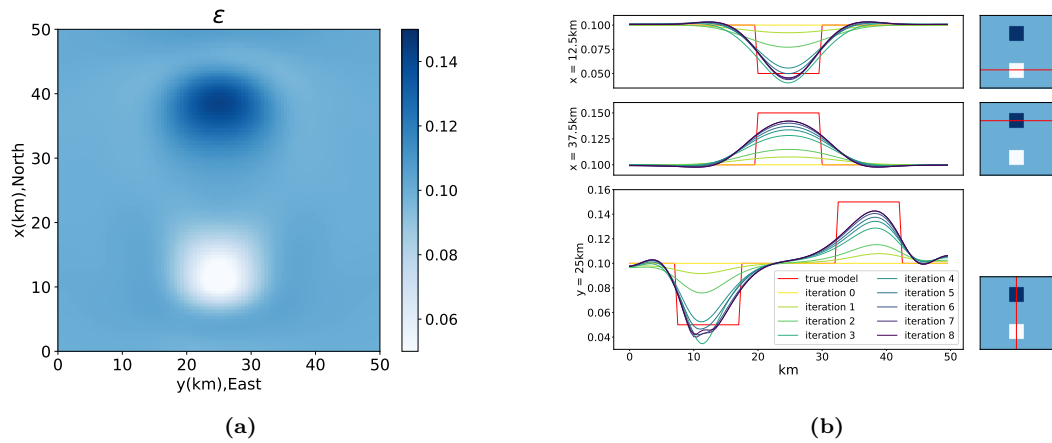 ε
50
40
30
20
10
0
x(km),North
0 10 20 30 40 50
y(km),East
0.14
0.12
0.10
0.08
0.06
(a)
x = 12.5km
0.100
0.075
0.050
x = 37.5km
0.150
0.125
0.100
y = 25km
0.16
0.14
0.12
0.10
0.08
0.06
0.04
true model
iteration 0
iteration 1
iteration 2
iteration 3
iteration 4
iteration 5
iteration 6
iteration 7
iteration 8
0 10 20 30 40 50
km
(b)